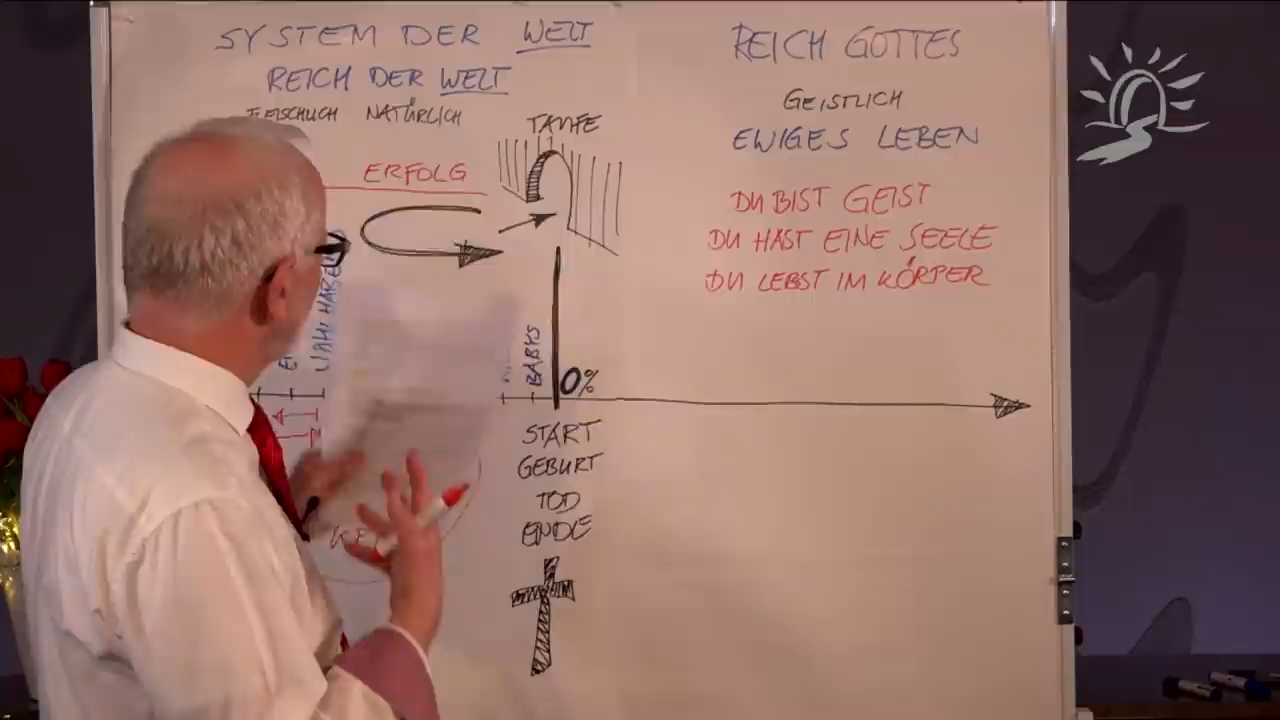 SYSTEM DER WELT
REICH DER WELT
FLEISCHLICH NATÜRLICH
TAUFE
ERFOLG
BABYS
0%
START
GEBURT
TOD
ENDE
REICH GOTTES
GEISTLICH
EWIGES LEBEN
DU BIST GEIST
DU HAST EINE SEELE
DU LEBST IM KÖRPER